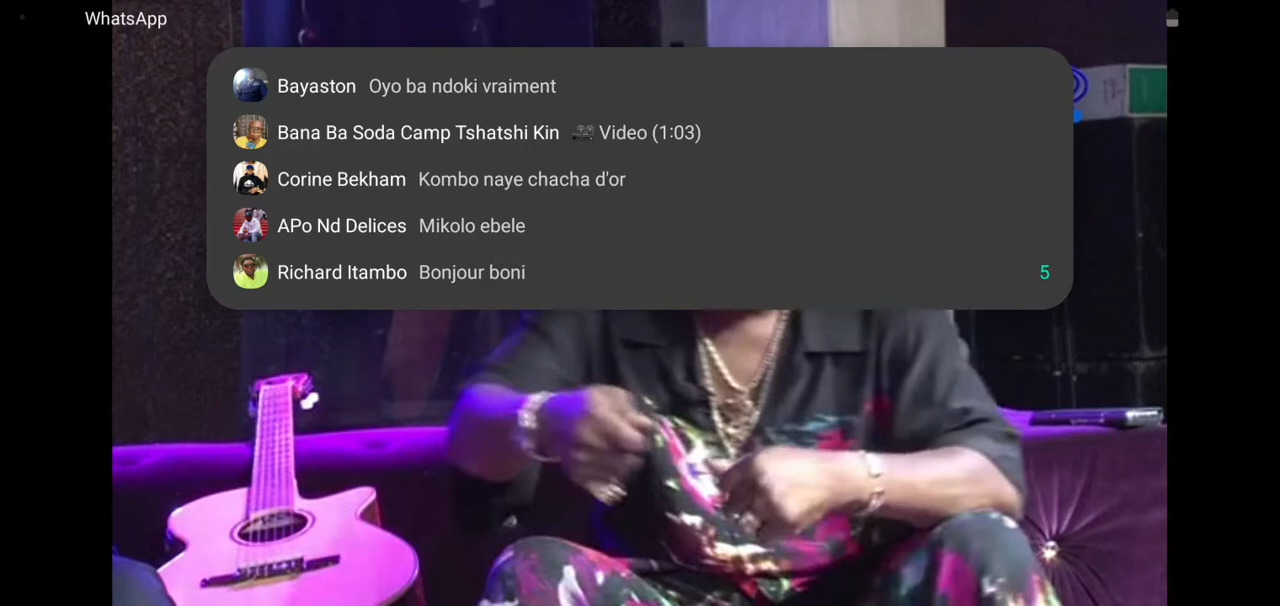 WhatsApp
Bayaston Oyo ba ndoki vraiment
Bana Ba Soda Camp Tshatshi Kin Video (1:03)
Corine Bekham Kombo naye chacha d'or
APo Nd Delices Mikolo ebele
Richard Itambo Bonjour boni 5